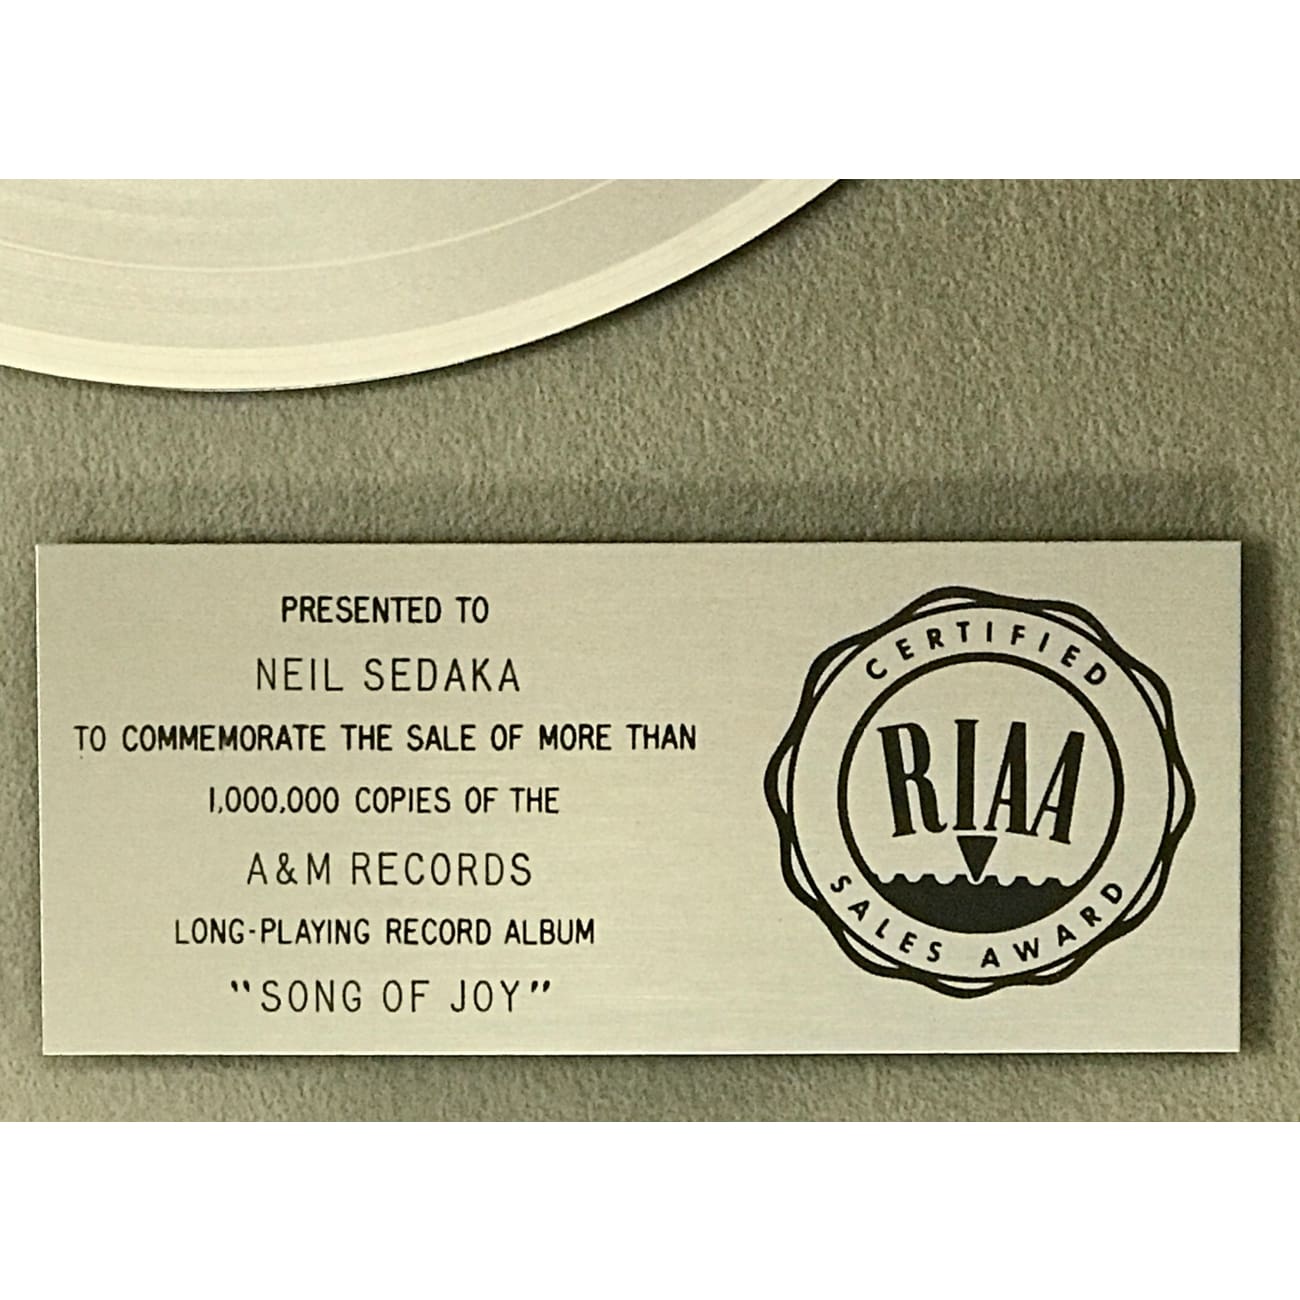 PRESENTED TO
NEIL SEDAKA
TO COMMEMORATE THE SALE OF MORE THAN
1,000,000 COPIES OF THE
A&M RECORDS
LONG-PLAYING RECORD ALBUM
"SONG OF JOY"
CERTIFIED
RIAA
SALES AWARD